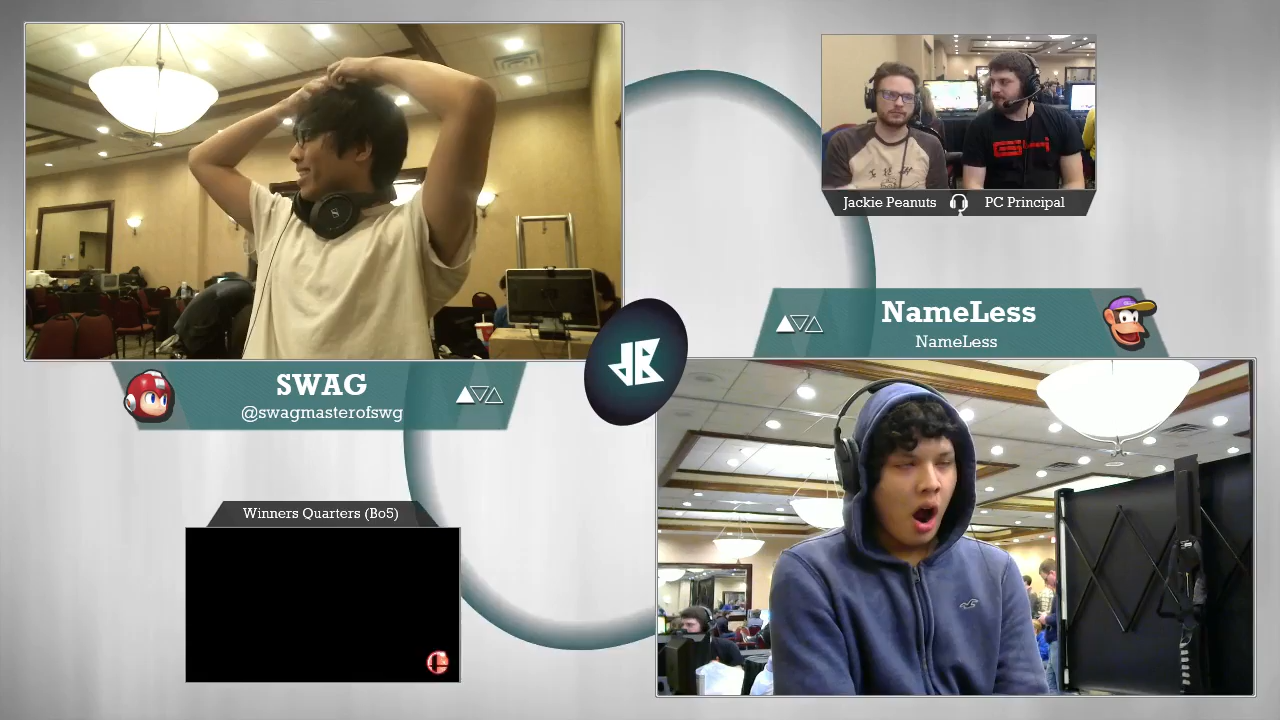 Jackie Peanuts PC Principal
NameLess
NameLess
SWAG
@swagmasterofswg
Winners Quarters (Bo5)